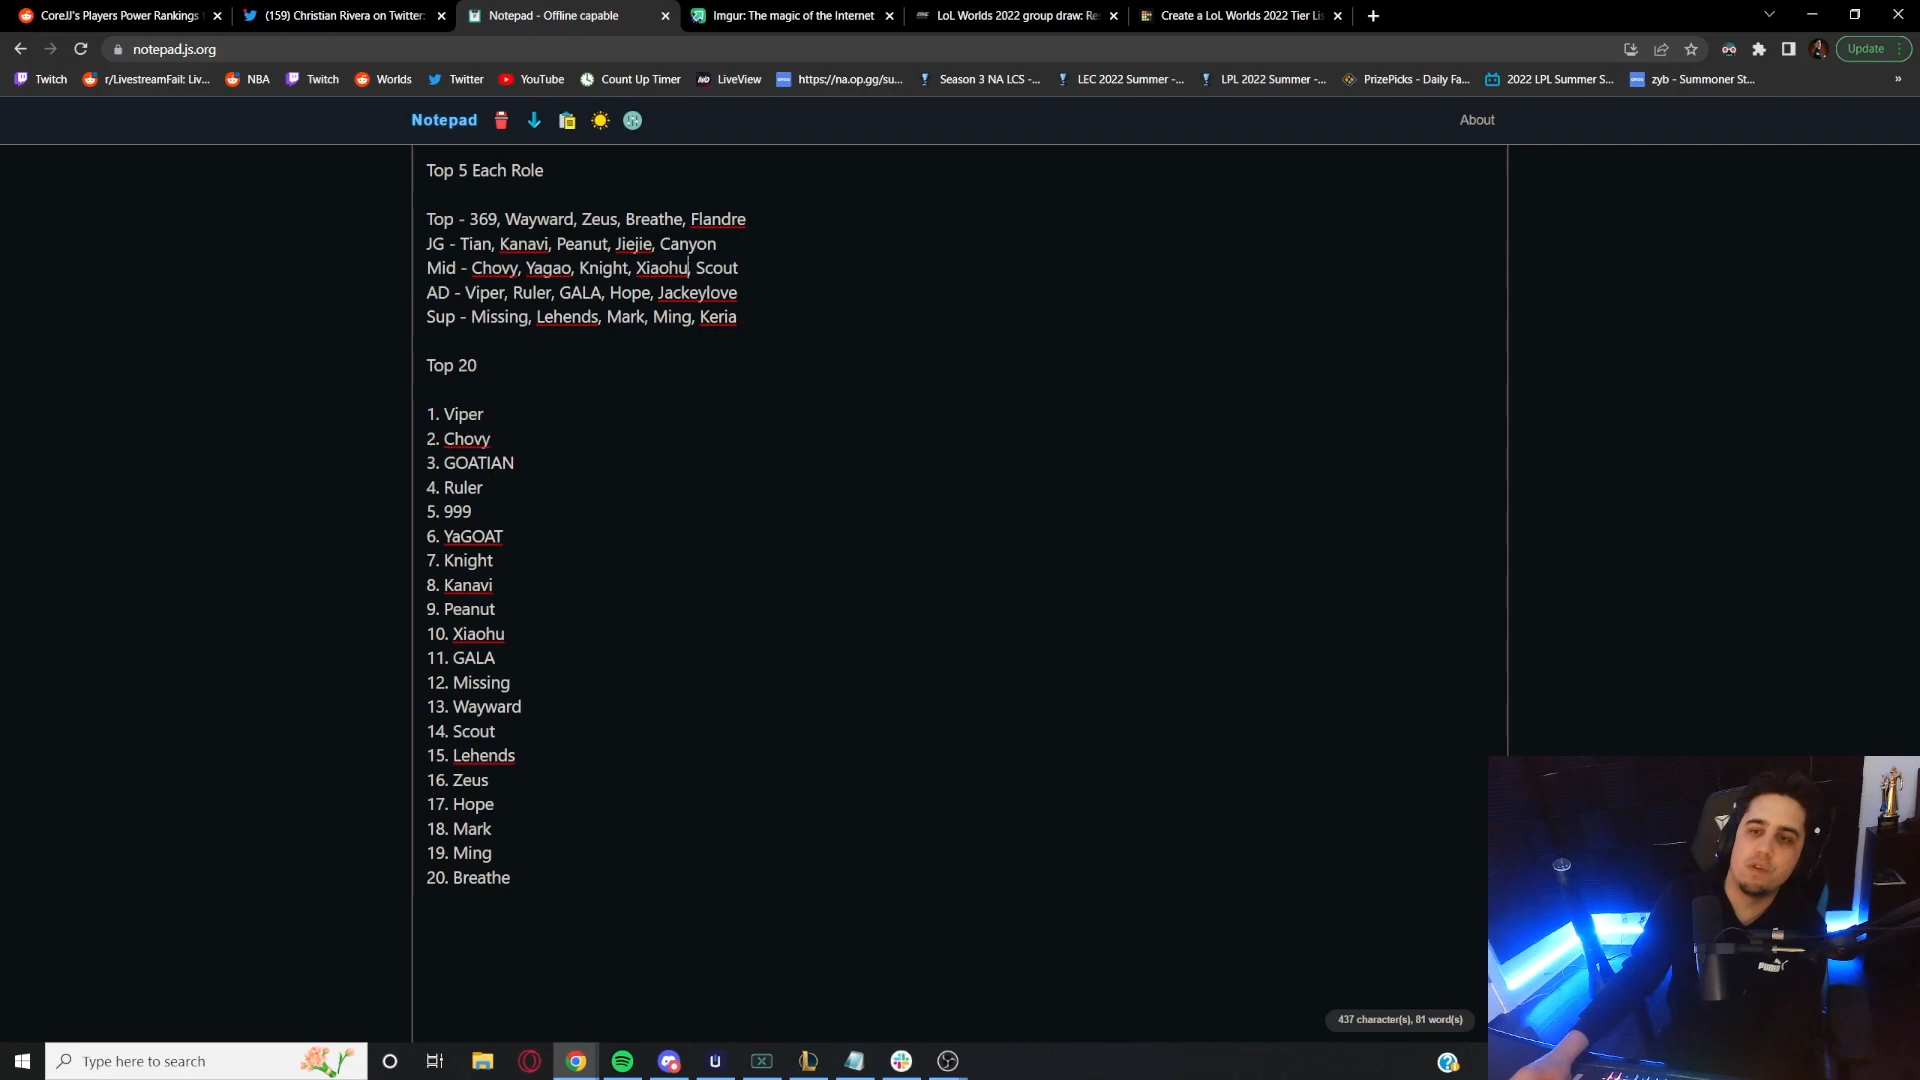 CoreJJ's Players Power Rankings
(159) Christian Rivera on Twitter:
Notepad - Offline capable
Imgur: The magic of the Internet
LoL Worlds 2022 group draw: Re
Create a LoL Worlds 2022 Tier Lis
notepad.js.org
Update
Twitch
r/LivestreamFail: Liv...
NBA
Twitch
Worlds
Twitter
YouTube
Count Up Timer
LiveView
https://na.op.gg/su...
Season 3 NA LCS -...
LEC 2022 Summer -...
LPL 2022 Summer -...
PrizePicks - Daily Fa...
2022 LPL Summer S...
zyb - Summoner St...
»
Notepad
About
Top 5 Each Role
Top - 369, Wayward, Zeus, Breathe, Flandre
JG - Tian, Kanavi, Peanut, Jiejie, Canyon
Mid - Chovy, Yagao, Knight, Xiaohu, Scout
AD - Viper, Ruler, GALA, Hope, Jackeylove
Sup - Missing, Lehends, Mark, Ming, Keria
Top 20
1. Viper
2. Chovy
3. GOATIAN
4. Ruler
5. 999
6. YaGOAT
7. Knight
8. Kanavi
9. Peanut
10. Xiaohu
11. GALA
12. Missing
13. Wayward
14. Scout
15. Lehends
16. Zeus
17. Hope
18. Mark
19. Ming
20. Breathe
437 character(s), 81 word(s)
PUMA
Type here to search